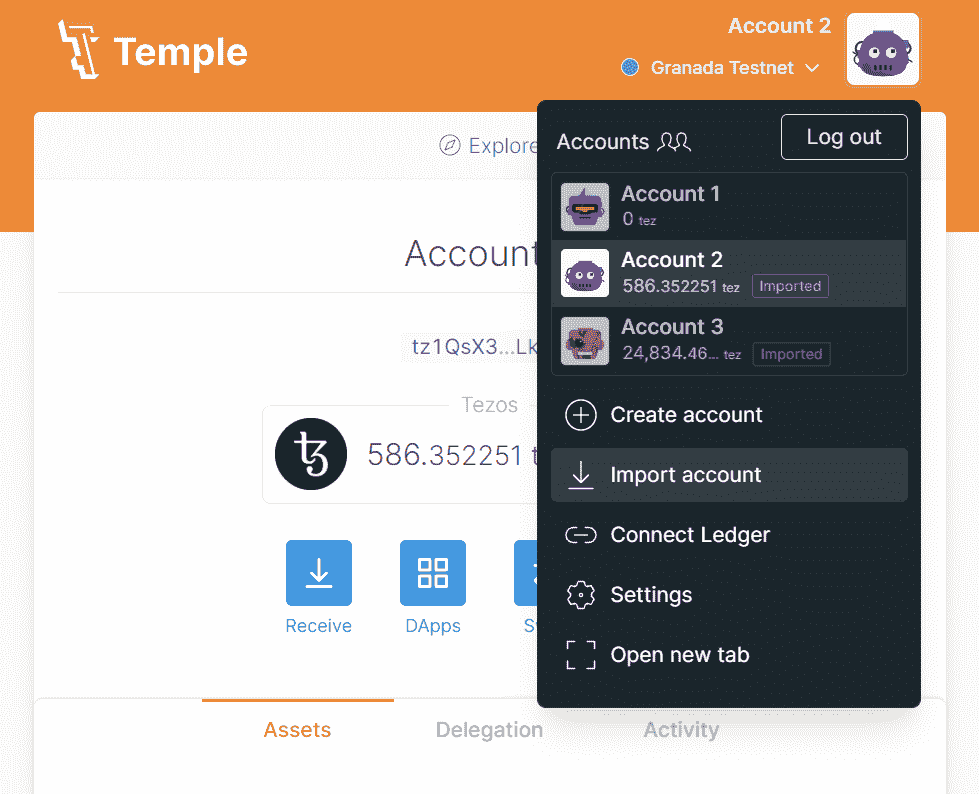 Temple
Account 2
Granada Testnet
Explore
Accounts
Log out
Account 1
0 tez
Account 2
586.352251 tez Imported
Account 3
24,834.46... tez Imported
Create account
Import account
Connect Ledger
Settings
Open new tab
Account
tz1QsX3...Lk
Tezos
586.352251 t
Receive
DApps
Assets
Delegation
Activity